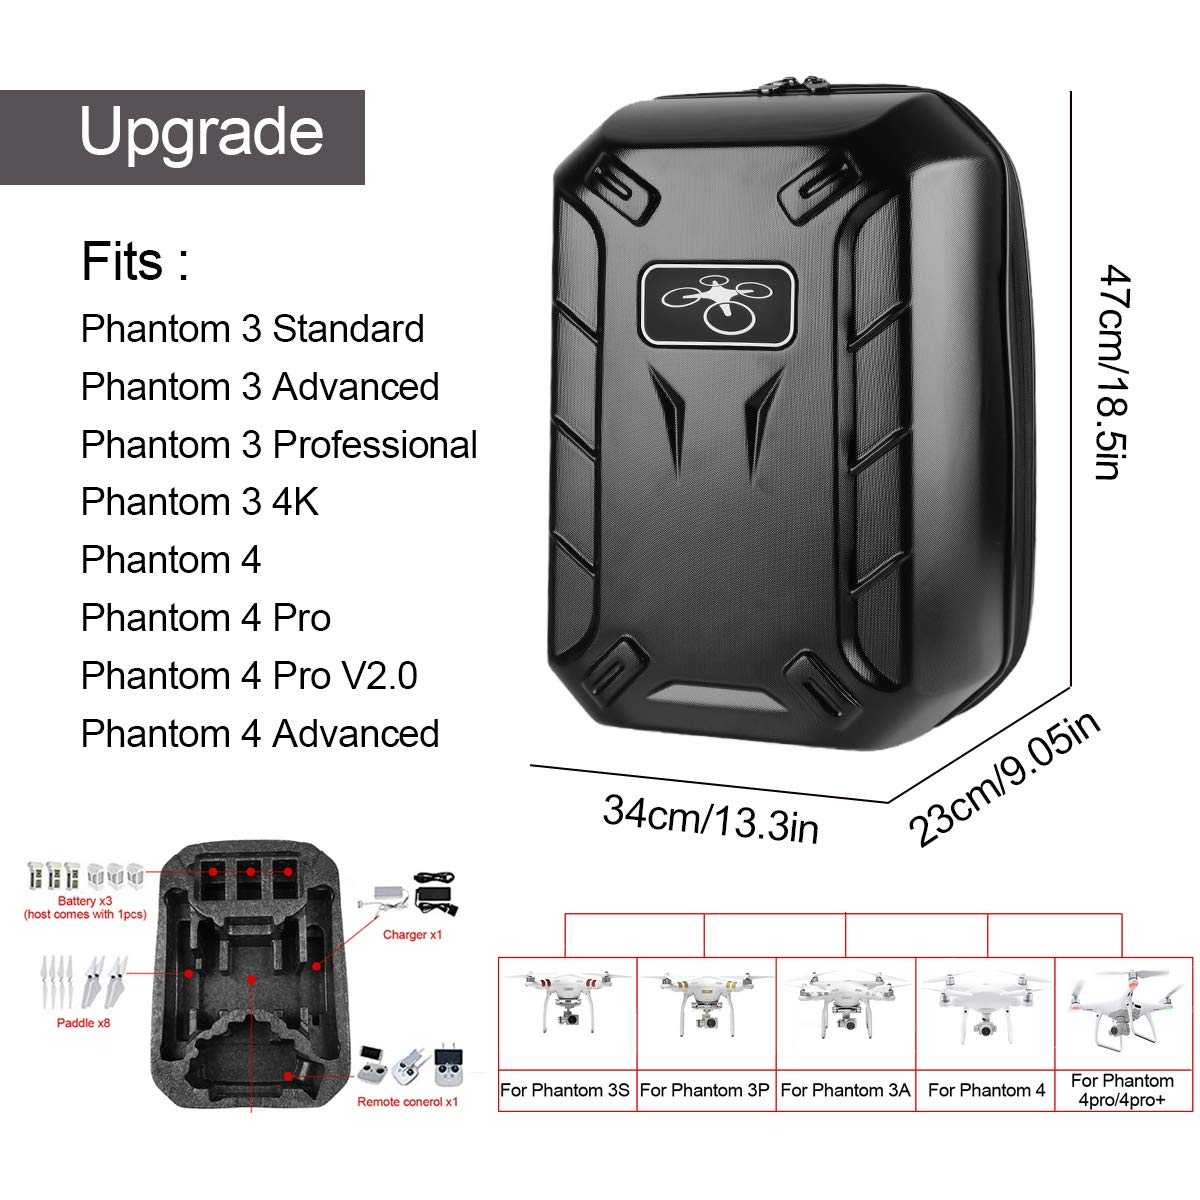 Upgrade
Fits :
Phantom 3 Standard
Phantom 3 Advanced
Phantom 3 Professional
Phantom 3 4K
Phantom 4
Phantom 4 Pro
Phantom 4 Pro V2.0
Phantom 4 Advanced
47cm/18.5in
34cm/13.3in
23cm/9.05in
Battery x3
(host comes with 1pcs)
Charger x1
Paddle x8
Remote conerol x1
For Phantom 3S
For Phantom 3P
For Phantom 3A
For Phantom 4
For Phantom
4pro/4pro+